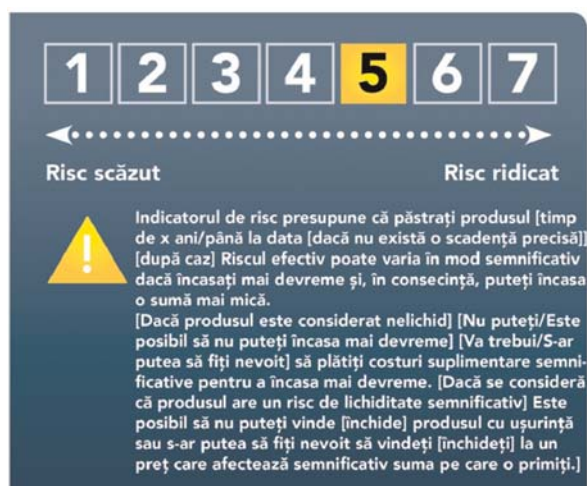 1 2 3 4 5 6 7
Risc scăzut Risc ridicat
Indicatorul de risc presupune că păstrați produsul [timp
de x ani/până la data [dacă nu există o scadență precisă]]
[după caz] Riscul efectiv poate varia în mod semnificativ
dacă încasați mai devreme și, în consecință, puteți încasa
o sumă mai mică.
[Dacă produsul este considerat nelichid] [Nu puteți/Este
posibil să nu puteți încasa mai devreme] [Va trebui/S-ar
putea să fiți nevoit] să plătiți costuri suplimentare semni-
ficative pentru a încasa mai devreme. [Dacă se consideră
că produsul are un risc de lichiditate semnificativ] Este
posibil să nu puteți vinde [închide] produsul cu ușurință
sau s-ar putea să fiți nevoit să vindeți [închideți] la un
preț care afectează semnificativ suma pe care o primiți.]